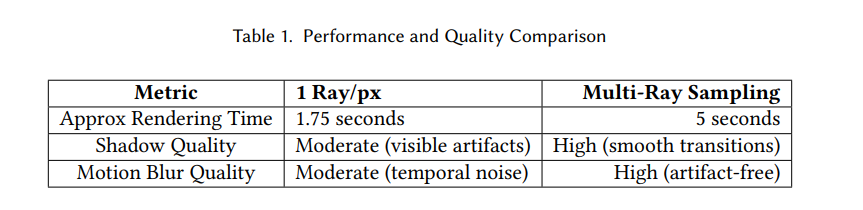 Table 1. Performance and Quality Comparison
Metric 1 Ray/px Multi-Ray Sampling
Approx Rendering Time 1.75 seconds 5 seconds
Shadow Quality Moderate (visible artifacts) High (smooth transitions)
Motion Blur Quality Moderate (temporal noise) High (artifact-free)